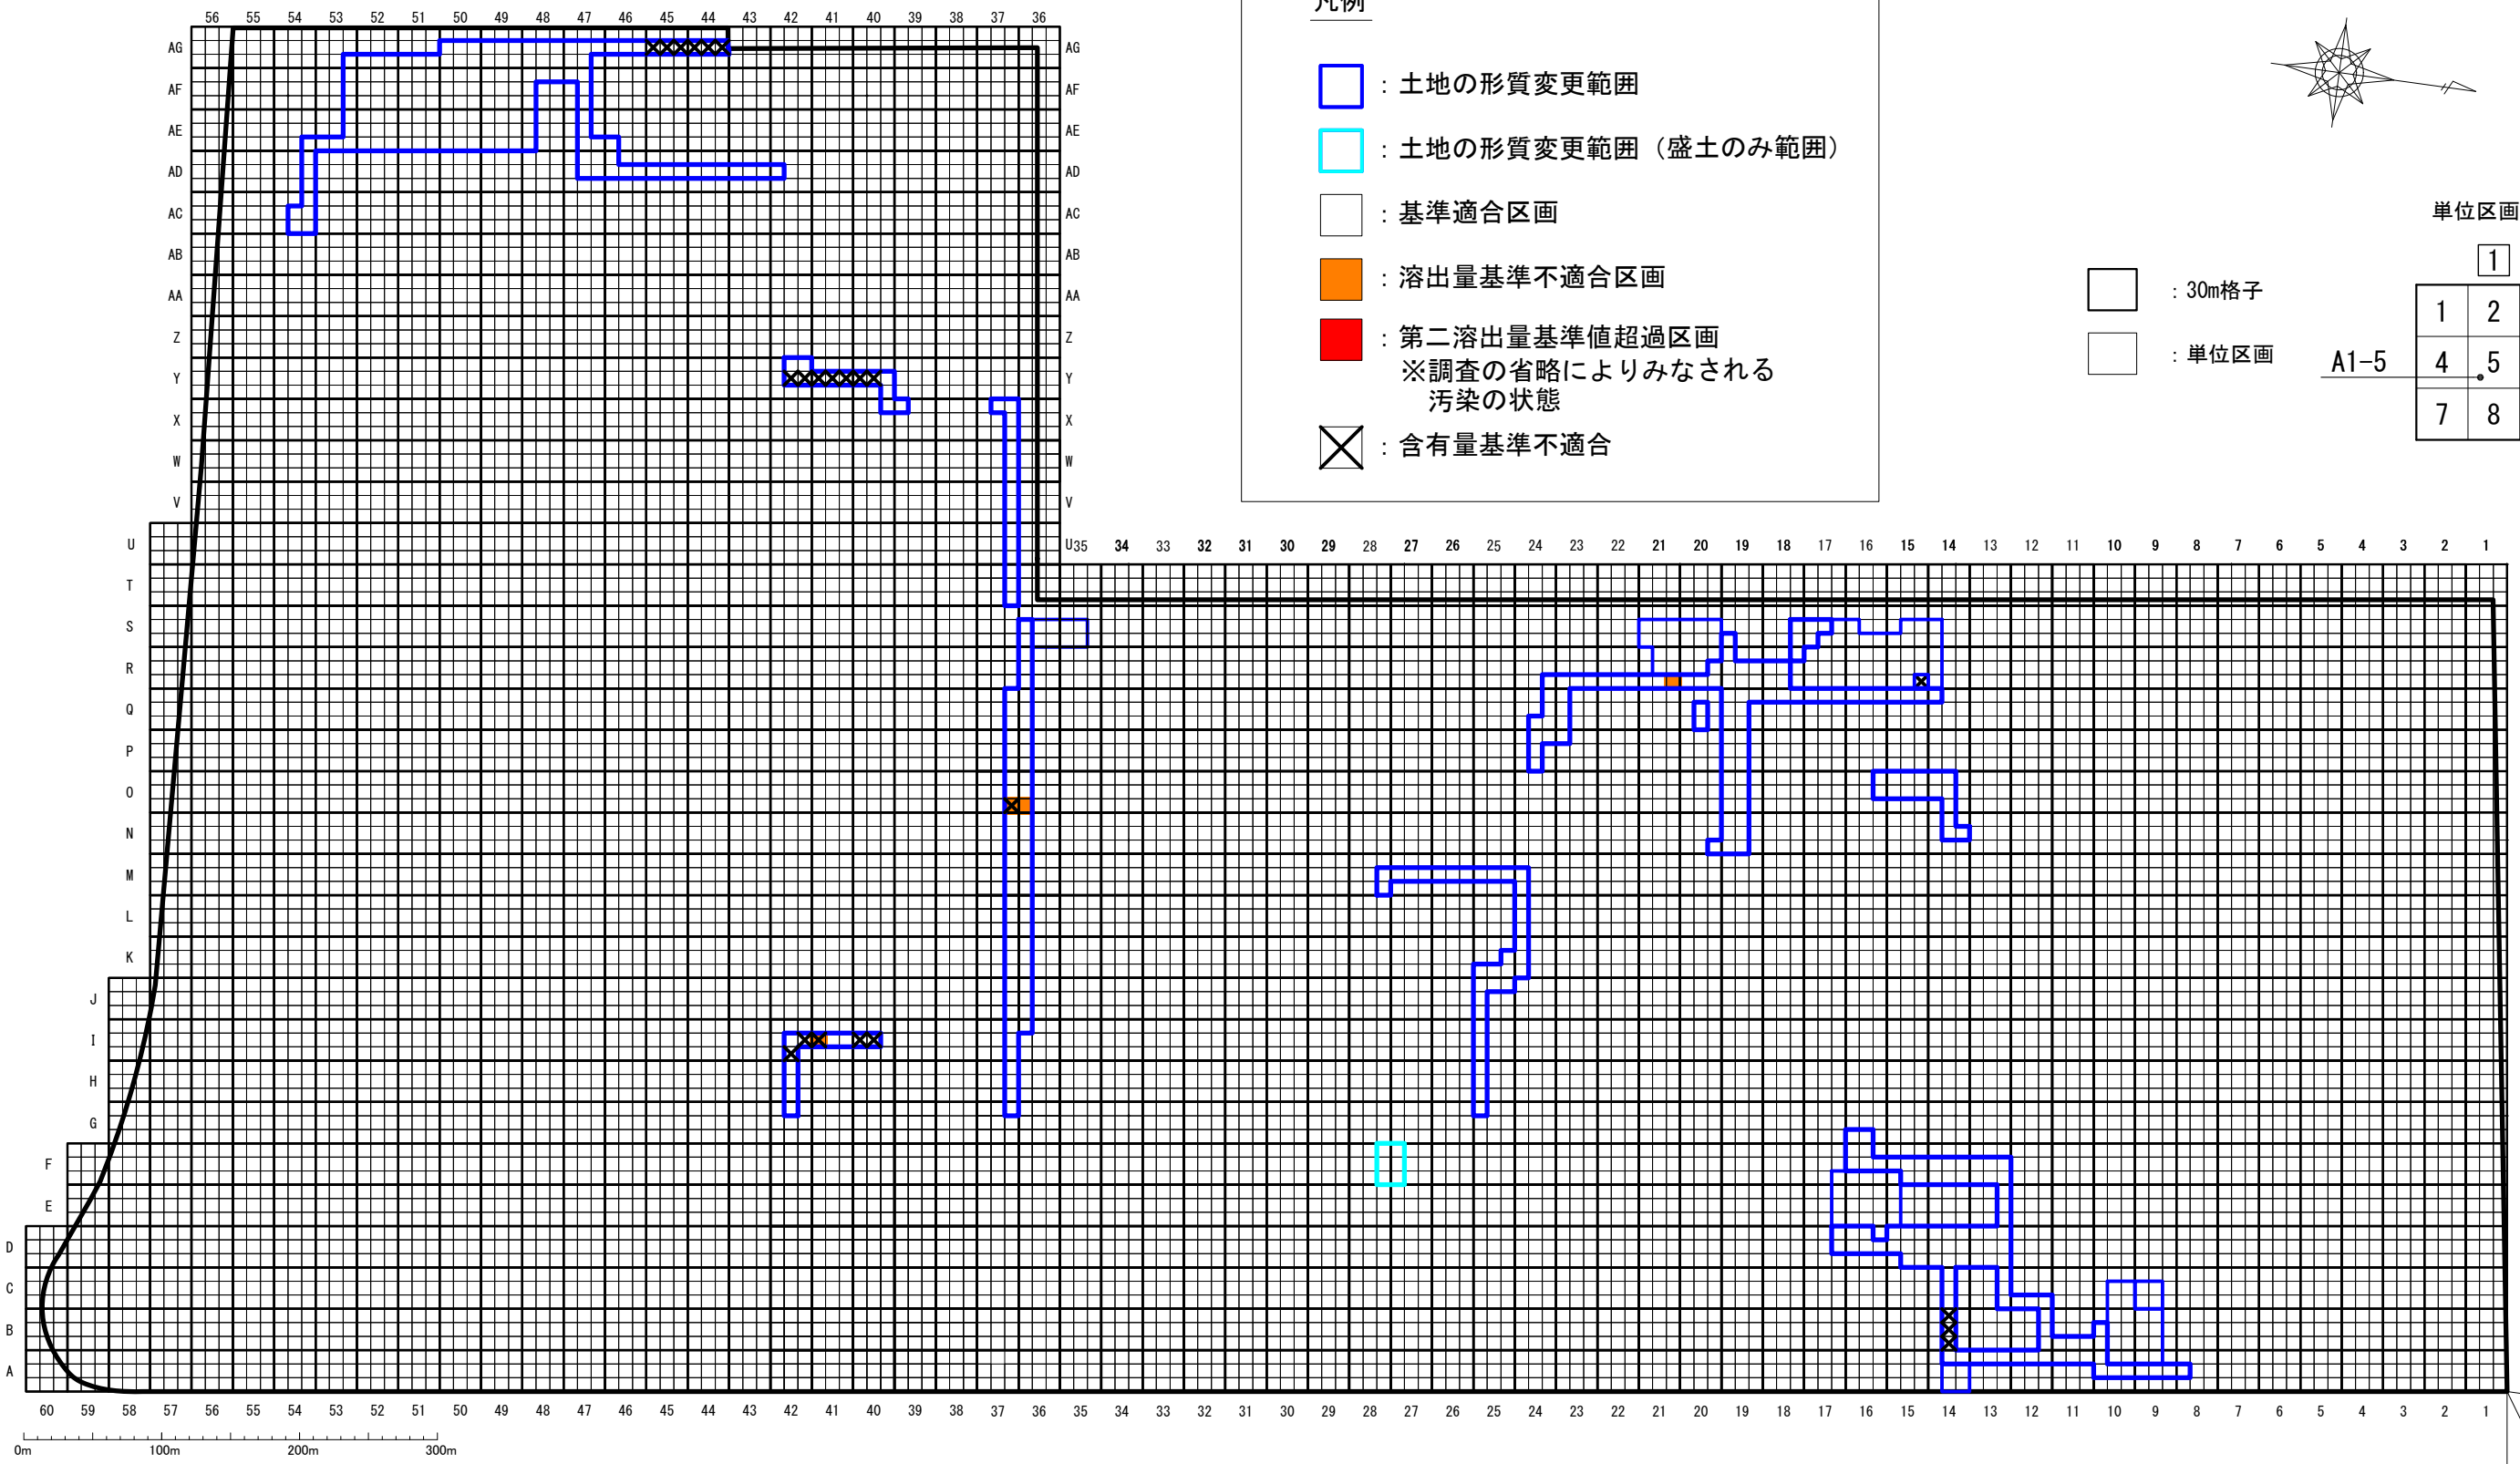 56 55 54 53 52 51 50 49 48 47 46 45 44 43 42 41 40 39 38 37 36
凡例
：土地の形質変更範囲
：土地の形質変更範囲（盛土のみ範囲）
：基準適合区画
：溶出量基準不適合区画
：第二溶出量基準値超過区画
※調査の省略によりみなされる
汚染の状態
：含有量基準不適合
：30m格子
：単位区画
単位区画
1
1 2
A1-5 4 5
7 8
AG AG
AF AF
AE AE
AD AD
AC AC
AB AB
AA AA
Z Z
Y Y
X X
W W
V V
U U 35 34 33 32 31 30 29 28 27 26 25 24 23 22 21 20 19 18 17 16 15 14 13 12 11 10 9 8 7 6 5 4 3 2 1
T
S
R
Q
P
O
N
M
L
K
J
I
H
G
F
E
D
C
B
A
60 59 58 57 56 55 54 53 52 51 50 49 48 47 46 45 44 43 42 41 40 39 38 37 36 35 34 33 32 31 30 29 28 27 26 25 24 23 22 21 20 19 18 17 16 15 14 13 12 11 10 9 8 7 6 5 4 3 2 1
0m 100m 200m 300m